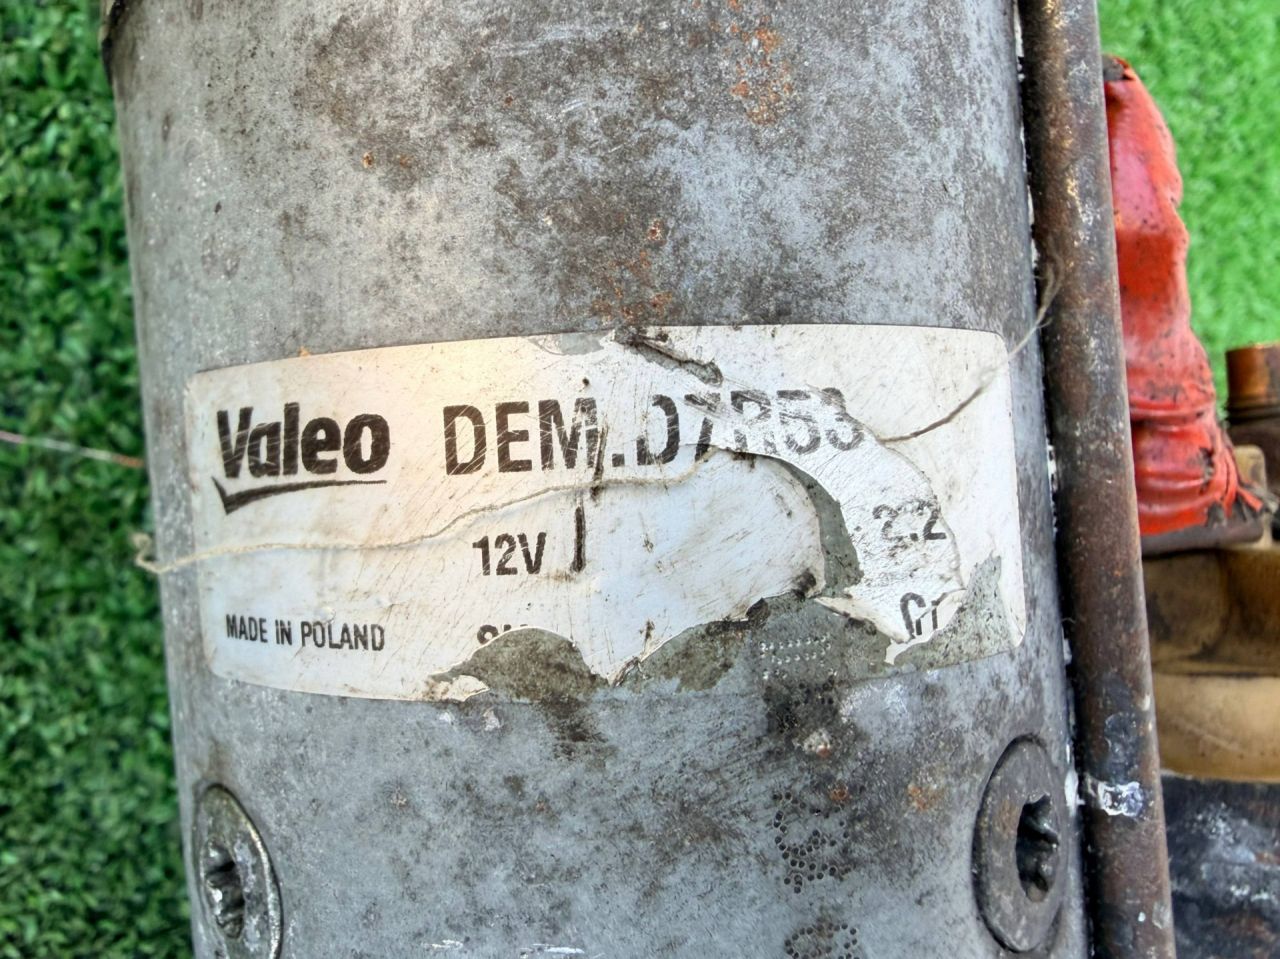 Valeo DEM.D7R53
12V 2.2
MADE IN POLAND